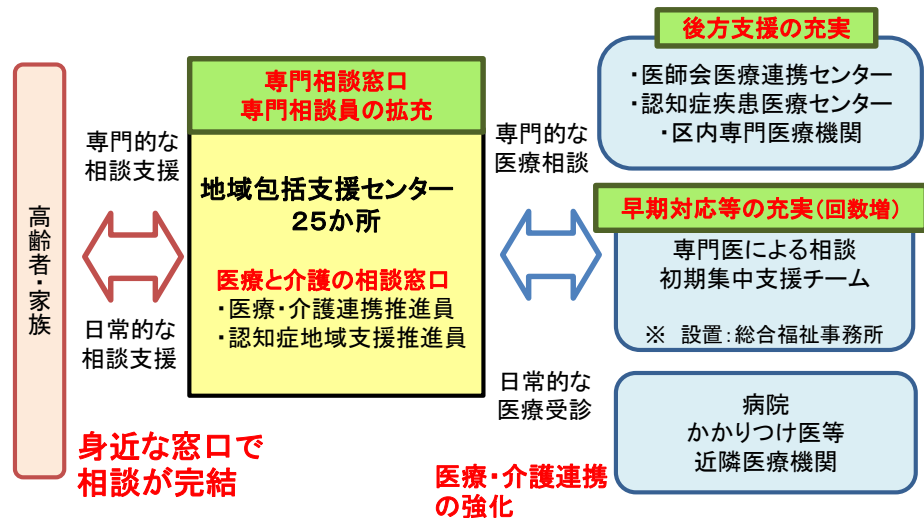 高齢者・家族
専門的な
相談支援
日常的な
相談支援
身近な窓口で
相談が完結
専門相談窓口
専門相談員の拡充
地域包括支援センター
25か所
医療と介護の相談窓口
・医療・介護連携推進員
・認知症地域支援推進員
専門的な
医療相談
日常的な
医療受診
医療・介護連携
の強化
後方支援の充実
・医師会医療連携センター
・認知症疾患医療センター
・区内専門医療機関
早期対応等の充実(回数増)
専門医による相談
初期集中支援チーム
※ 設置:総合福祉事務所
病院
かかりつけ医等
近隣医療機関